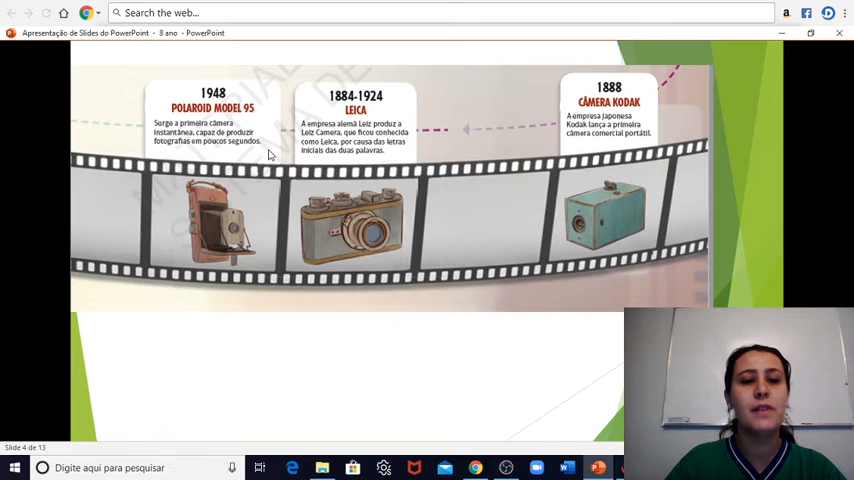 Search the web...
Apresentação de Slides do PowerPoint - 8 ano - PowerPoint
1948
POLAROID MODEL 95
Surge a primeira câmera
instantânea, capaz de produzir
fotografias em poucos segundos.
1884-1924
LEICA
A empresa alemã Leiz produz a
Leiz Camera, que ficou conhecida
como Leica, por causa das letras
iniciais das duas palavras.
1888
CÂMERA KODAK
A empresa japonesa
Kodak lança a primeira
câmera comercial portátil.
MATERIAL
SISTEMA DE
Slide 4 de 13
Digite aqui para pesquisar